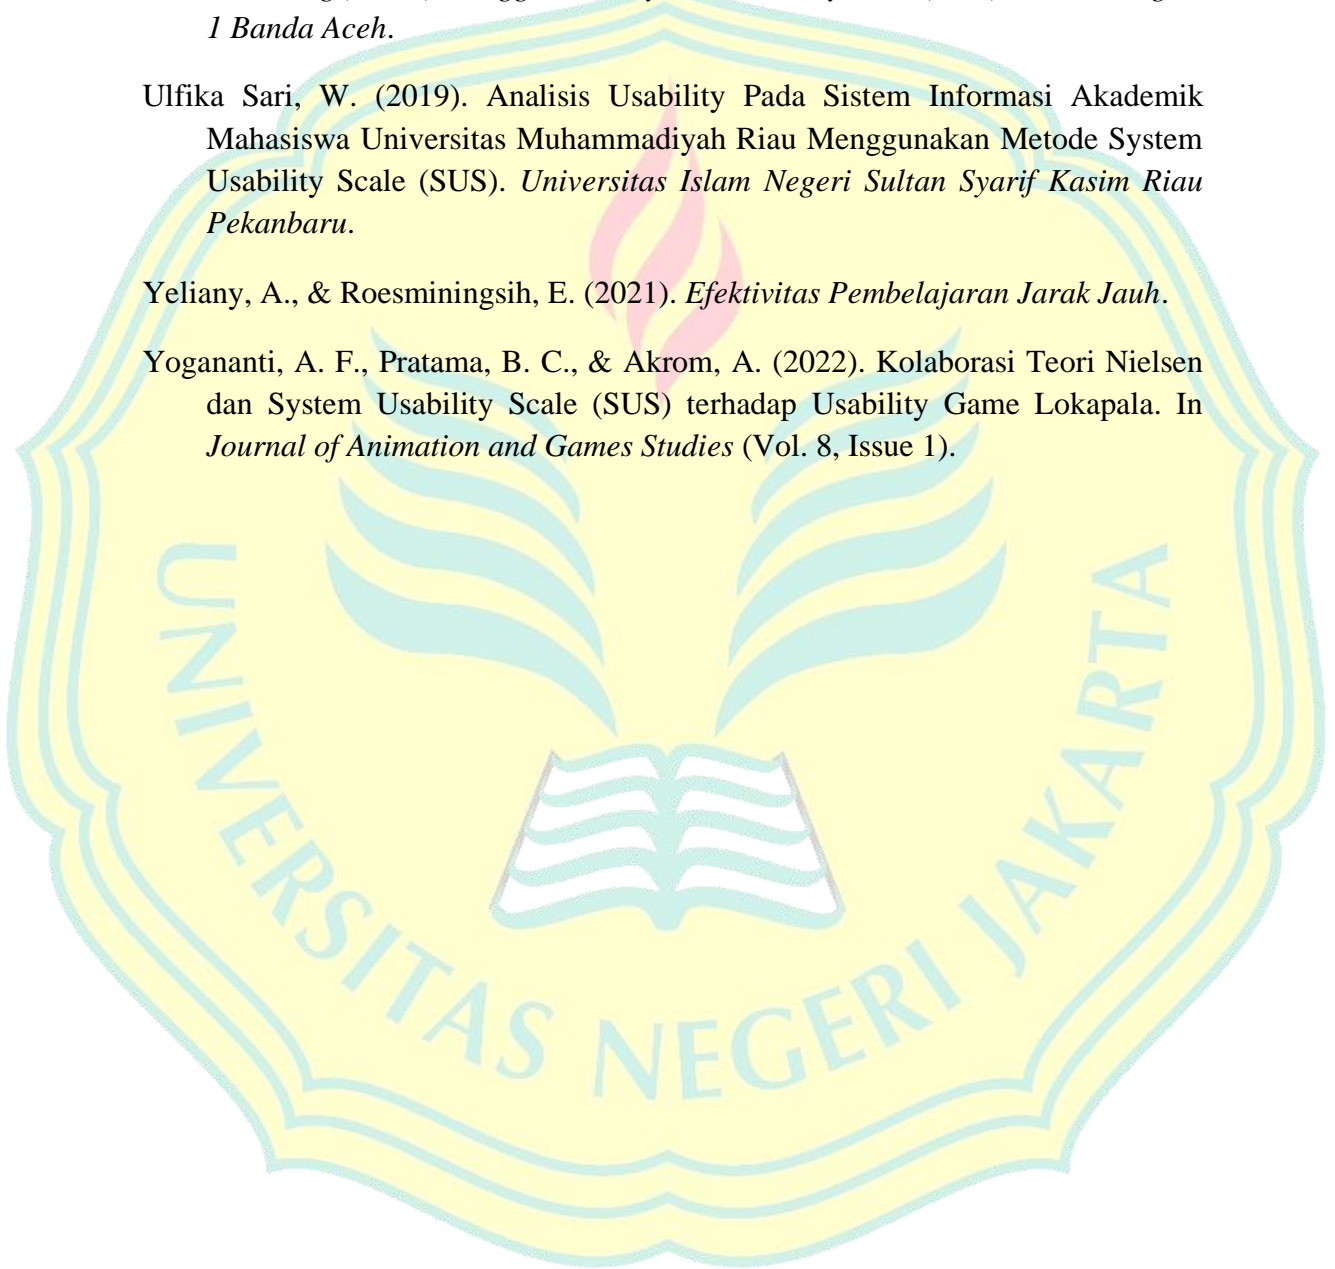 1 Banda Aceh.
Ulfika Sari, W. (2019). Analisis Usability Pada Sistem Informasi Akademik
Mahasiswa Universitas Muhammadiyah Riau Menggunakan Metode System
Usability Scale (SUS). Universitas Islam Negeri Sultan Syarif Kasim Riau
Pekanbaru.
Yeliany, A., & Roesminingsih, E. (2021). Efektivitas Pembelajaran Jarak Jauh.
Yogananti, A. F., Pratama, B. C., & Akrom, A. (2022). Kolaborasi Teori Nielsen
dan System Usability Scale (SUS) terhadap Usability Game Lokapala. In
Journal of Animation and Games Studies (Vol. 8, Issue 1).
UNIVERSITAS NEGERI JAKARTA